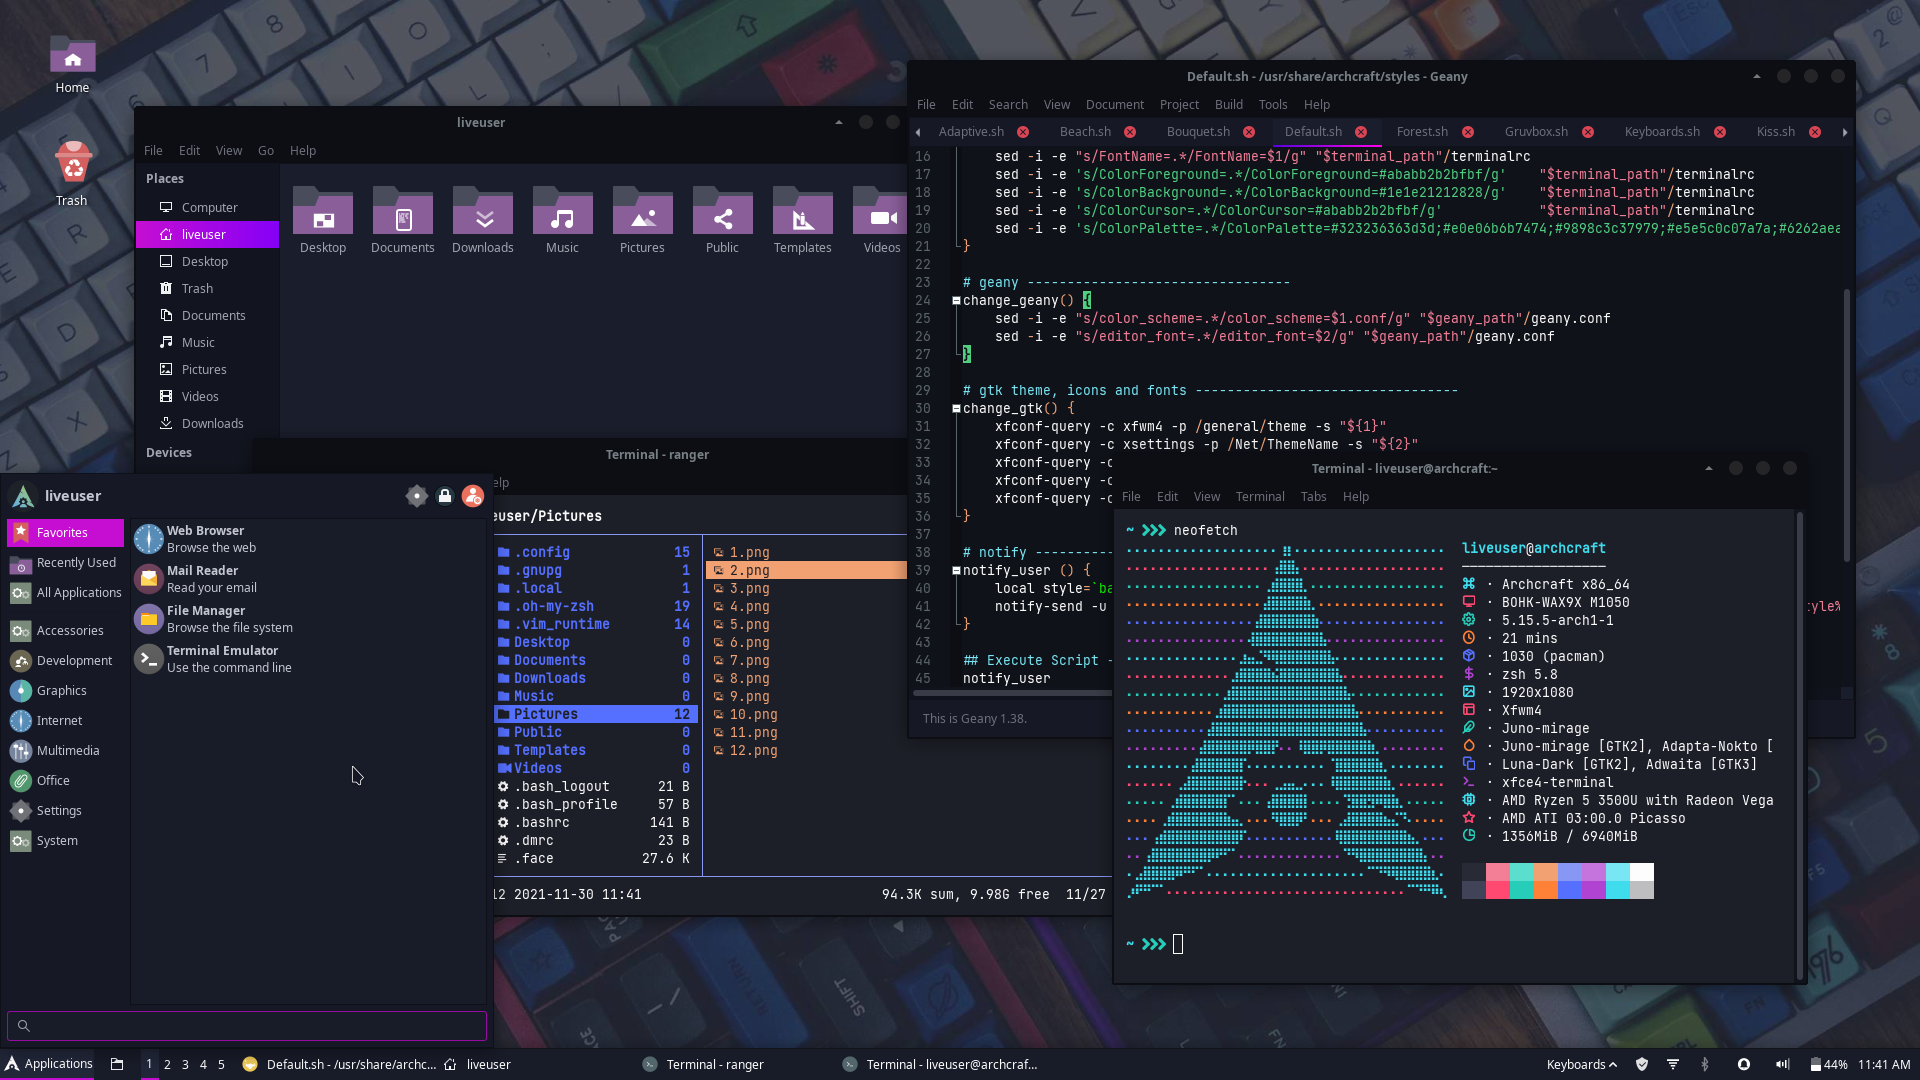 Home
Trash
liveuser
File Edit View Go Help
Places
Computer
liveuser
Desktop
Trash
Documents
Music
Pictures
Videos
Downloads
Devices
Desktop Documents Downloads Music Pictures Public Templates Videos
Default.sh - /usr/share/archcraft/styles - Geany
File Edit Search View Document Project Build Tools Help
Adaptive.sh Beach.sh Bouquet.sh Default.sh Forest.sh Gruvbox.sh Keyboards.sh Kiss.sh
16 sed -i -e "s/FontName=.*/FontName=$1/g" "$terminal_path"/terminalrc
17 sed -i -e 's/ColorForeground=.*/ColorForeground=#ababb2b2bfbf/g' "$terminal_path"/terminalrc
18 sed -i -e 's/ColorBackground=.*/ColorBackground=#1e1e21212828/g' "$terminal_path"/terminalrc
19 sed -i -e 's/ColorCursor=.*/ColorCursor=#ababb2b2bfbf/g' "$terminal_path"/terminalrc
20 sed -i -e 's/ColorPalette=.*/ColorPalette=#323236363d3d;#e0e06b6b7474;#9898c3c37979;#e5e5c0c07a7a;#6262aea
21 }
22
23 # geany ---------------------------------
24 change_geany() {
25 sed -i -e "s/color_scheme=.*/color_scheme=$1.conf/g" "$geany_path"/geany.conf
26 sed -i -e "s/editor_font=.*/editor_font=$2/g" "$geany_path"/geany.conf
27 }
28
29 # gtk theme, icons and fonts ---------------------------------
30 change_gtk() {
31 xfconf-query -c xfwm4 -p /general/theme -s "${1}"
32 xfconf-query -c xsettings -p /Net/ThemeName -s "${2}"
33 xfconf-query -c
34 xfconf-query -c
35 xfconf-query -c
36 }
37
38 # notify ----------
39 notify_user () {
40 local style=`ba
41 notify-send -u
tyle%
42 }
43
44 ## Execute Script -
45 notify_user
This is Geany 1.38.
Terminal - ranger
elp
user/Pictures
.config 15
.gnupg 1
.local 1
.oh-my-zsh 19
.vim_runtime 14
Desktop 0
Documents 0
Downloads 0
Music 0
Pictures 12
Public 0
Templates 0
Videos 0
.bash_logout 21 B
.bash_profile 57 B
.bashrc 141 B
.dmrc 23 B
.face 27.6 K
1.png
2.png
3.png
4.png
5.png
6.png
7.png
8.png
9.png
10.png
11.png
12.png
12 2021-11-30 11:41 94.3K sum, 9.98G free 11/27
Terminal - liveuser@archcraft:~
File Edit View Terminal Tabs Help
~ >>> neofetch
liveuser@archcraft
· Archcraft x86_64
· BOHK-WAX9X M1050
· 5.15.5-arch1-1
· 21 mins
· 1030 (pacman)
· zsh 5.8
· 1920x1080
· Xfwm4
· Juno-mirage
· Juno-mirage [GTK2], Adapta-Nokto [
· Luna-Dark [GTK2], Adwaita [GTK3]
· xfce4-terminal
· AMD Ryzen 5 3500U with Radeon Vega
· AMD ATI 03:00.0 Picasso
· 1356MiB / 6940MiB
~ >>>
liveuser
Favorites
Recently Used
All Applications
Accessories
Development
Graphics
Internet
Multimedia
Office
Settings
System
Web Browser
Browse the web
Mail Reader
Read your email
File Manager
Browse the file system
Terminal Emulator
Use the command line
Applications 1 2 3 4 5 Default.sh - /usr/share/archc... liveuser Terminal - ranger Terminal - liveuser@archcraf... Keyboards 44% 11:41 AM